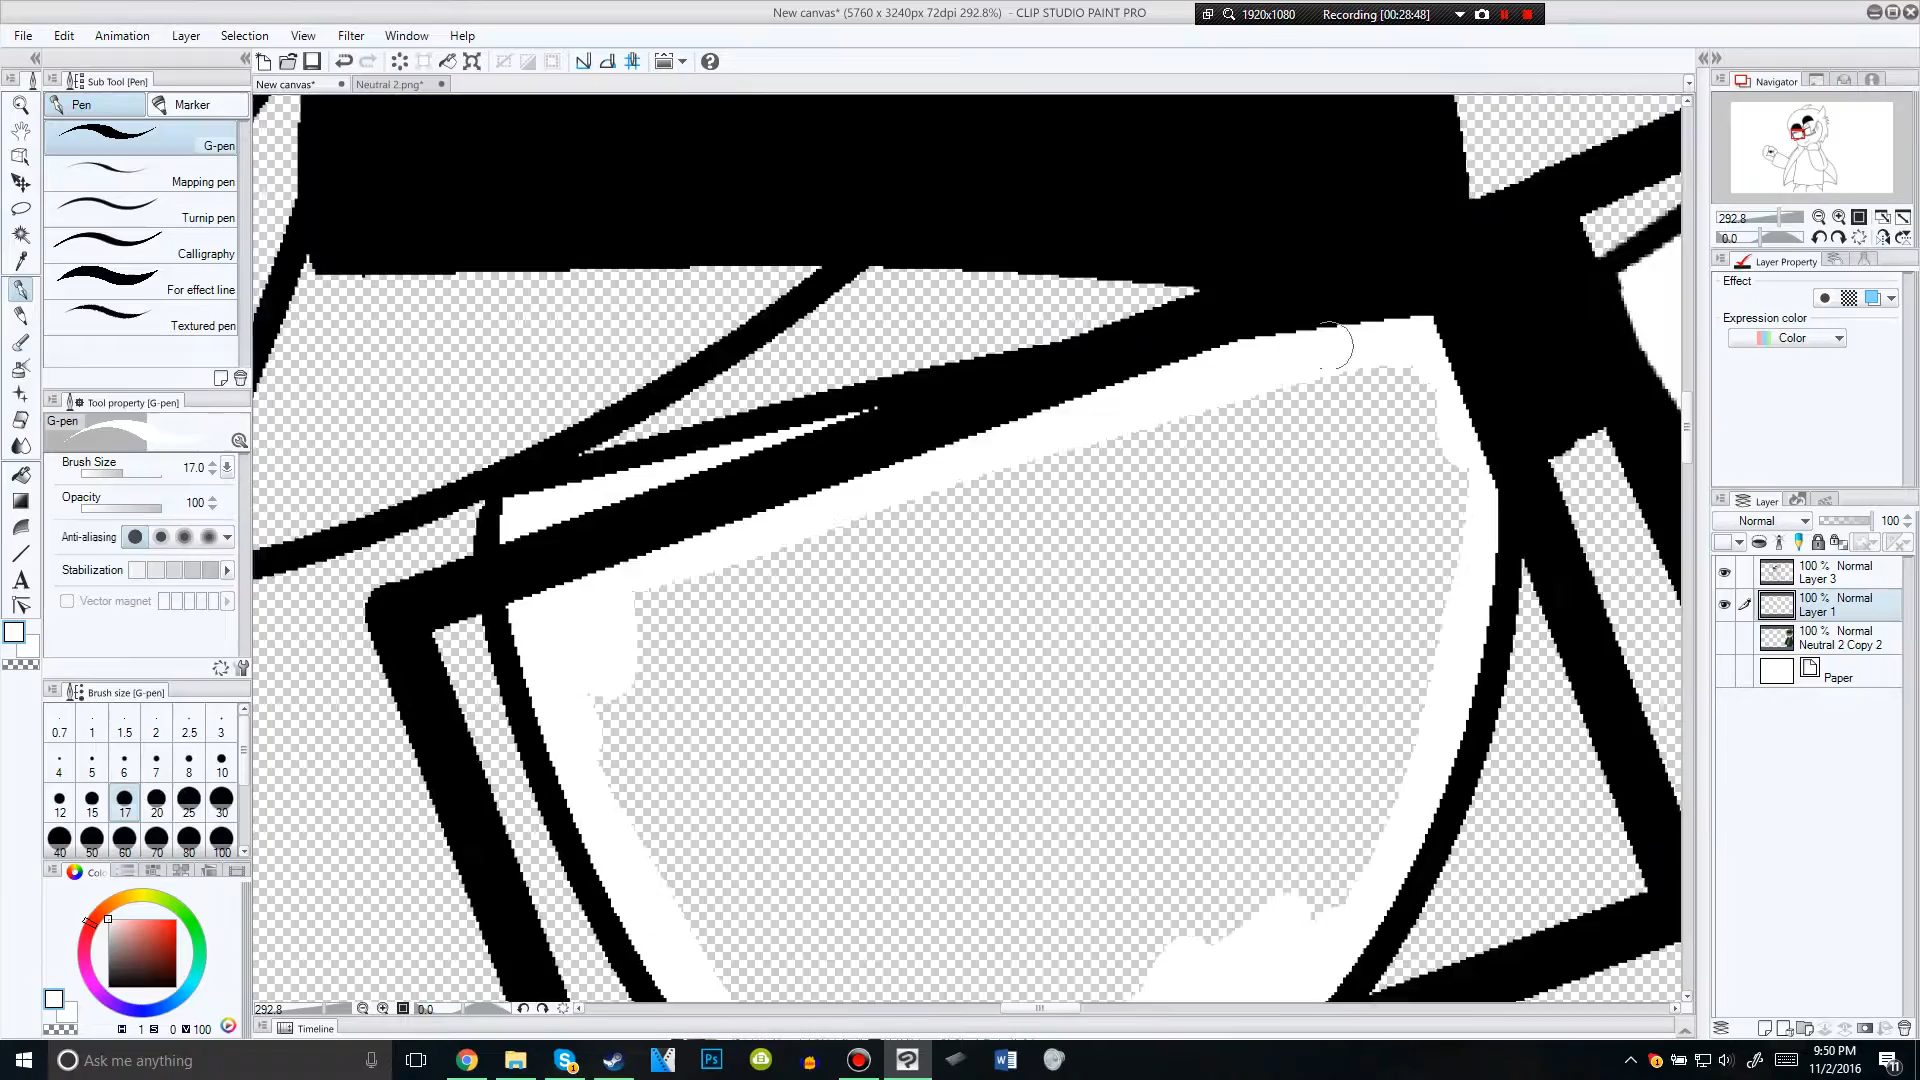 New canvas* (5760 x 3240px 72dpi 292.8%) - CLIP STUDIO PAINT PRO
1920x1080
Recording [00:28:48]
File Edit Animation Layer Selection View Filter Window Help
Sub Tool [Pen]
New canvas*
Neutral 2.png*
Navigator
Pen
Marker
G-pen
Mapping pen
Turnip pen
Calligraphy
For effect line
Textured pen
292.8
0.0
Layer Property
Effect
Expression color
Color
Tool property [G-pen]
G-pen
Brush Size 17.0
Opacity 100
Anti-aliasing
Stabilization
Vector magnet
Layer
Normal 100
100 % Normal
Layer 3
100 % Normal
Layer 1
100 % Normal
Neutral 2 Copy 2
Paper
Brush size [G-pen]
0.7 1 1.5 2 2.5 3
4 5 6 7 8 10
12 15 17 20 25 30
40 50 60 70 80 100
Colo
H 1 S 0 V 100
292.8
0.0
Timeline
Ask me anything
9:50 PM
11/2/2016
11